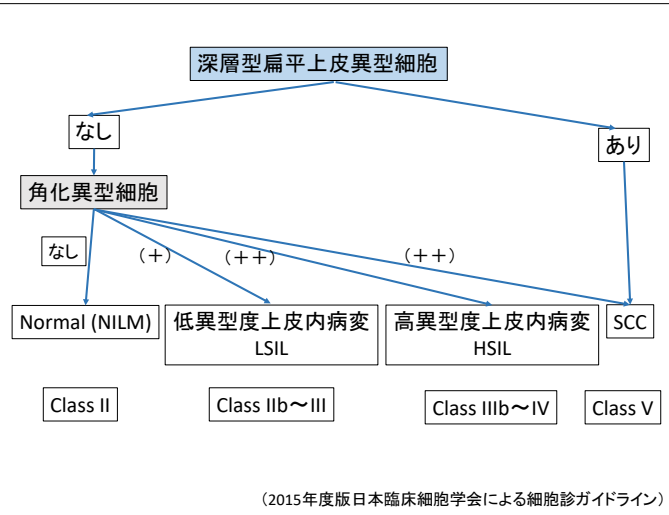 深層型扁平上皮異型細胞
なし
あり
角化異型細胞
なし
（＋）
（＋＋）
（＋＋）
Normal (NILM)
低異型度上皮内病変
LSIL
高異型度上皮内病変
HSIL
SCC
Class II
Class IIb～III
Class IIIb～IV
Class V
（2015年度版日本臨床細胞学会による細胞診ガイドライン）